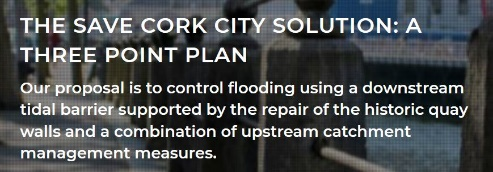 THE SAVE CORK CITY SOLUTION: A
THREE POINT PLAN
Our proposal is to control flooding using a downstream
tidal barrier supported by the repair of the historic quay
walls and a combination of upstream catchment
management measures.